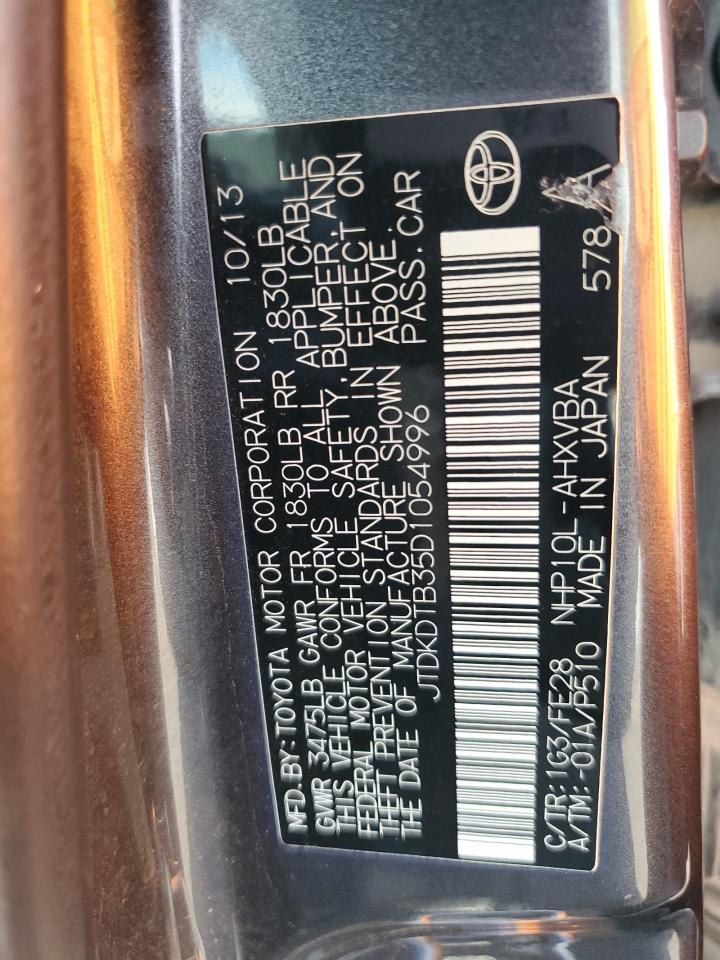 MFD.BY:TOYOTA MOTOR CORPORATION 10/13
GVWR 3475LB GAWR FR 1830LB RR 1830LB
THIS VEHICLE CONFORMS TO ALL APPLICABLE
FEDERAL MOTOR VEHICLE SAFETY, BUMPER, AND
THEFT PREVENTION STANDARDS IN EFFECT ON
THE DATE OF MANUFACTURE SHOWN ABOVE.
JTDKDTB35D1054996 PASS.CAR
C/TR:1G3/FE28 NHP10L-AHXVBA
A/TM:-01A/P510 MADE IN JAPAN 578 A